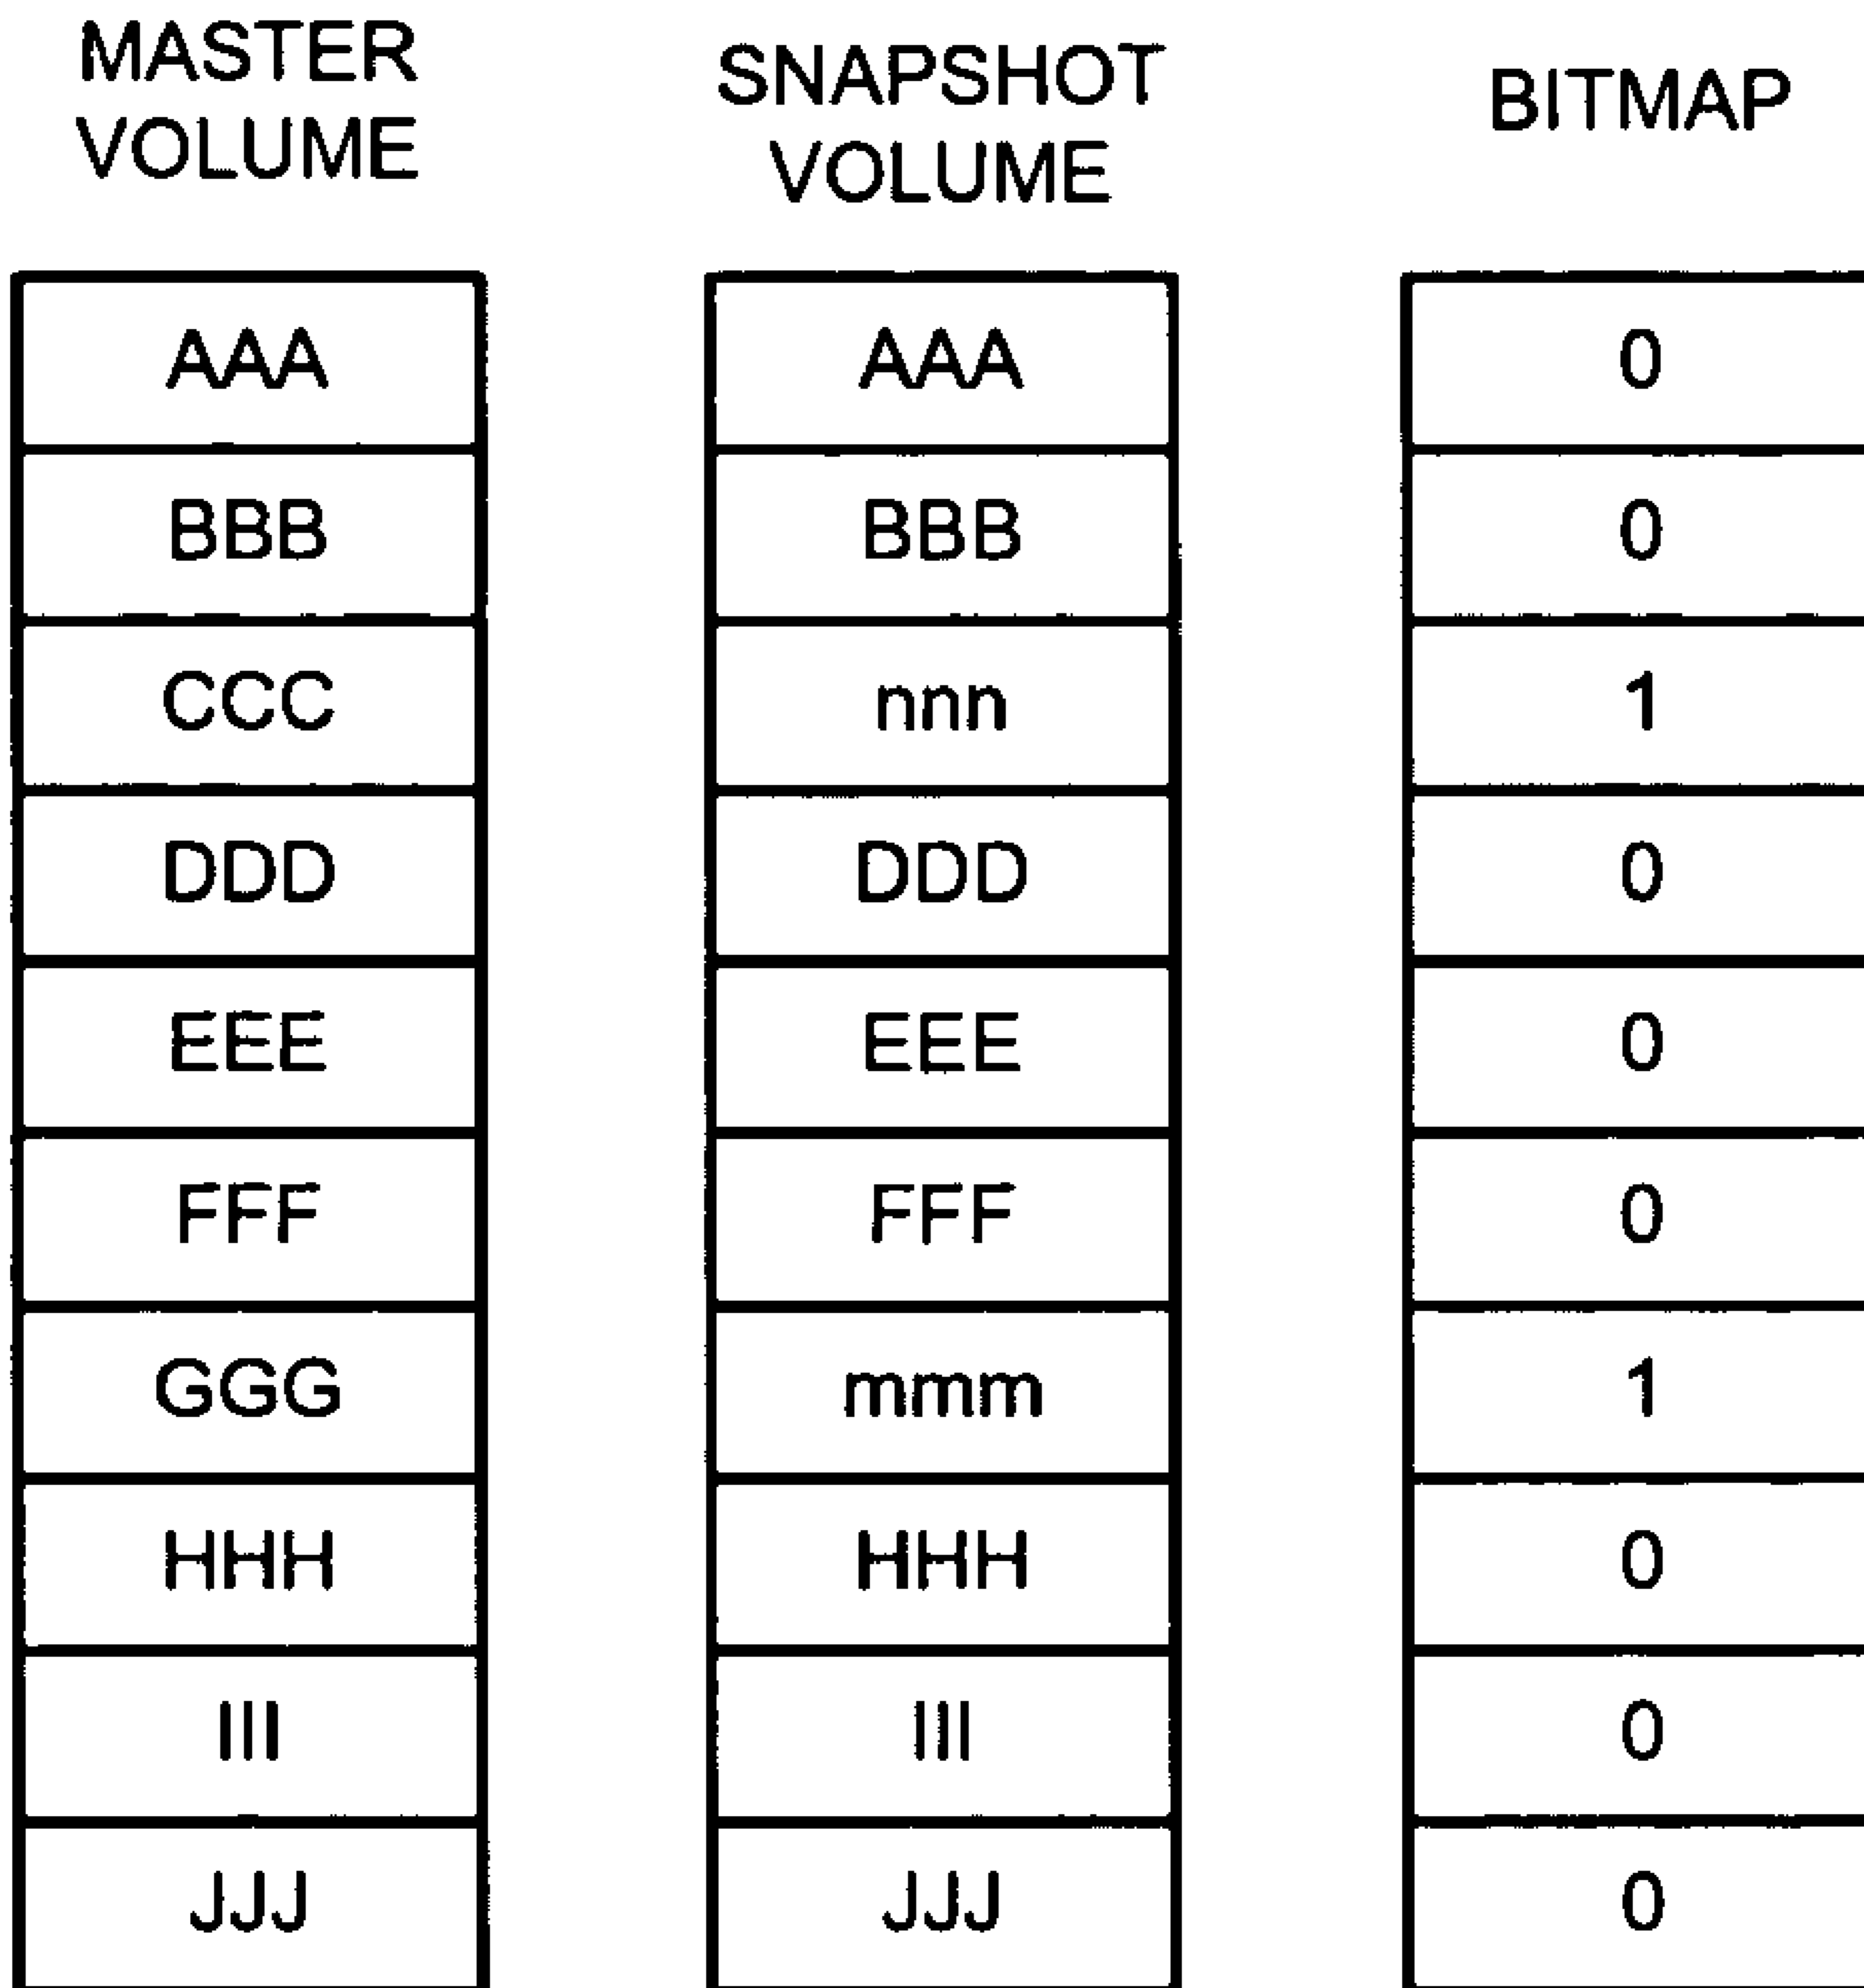 MASTER
VOLUME
SNAPSHOT
VOLUME
BITMAP
AAA AAA 0
BBB BBB 0
CCC nnn 1
DDD DDD 0
EEE EEE 0
FFF FFF 0
GGG mmm 1
HHH HHH 0
III III 0
JJJ JJJ 0